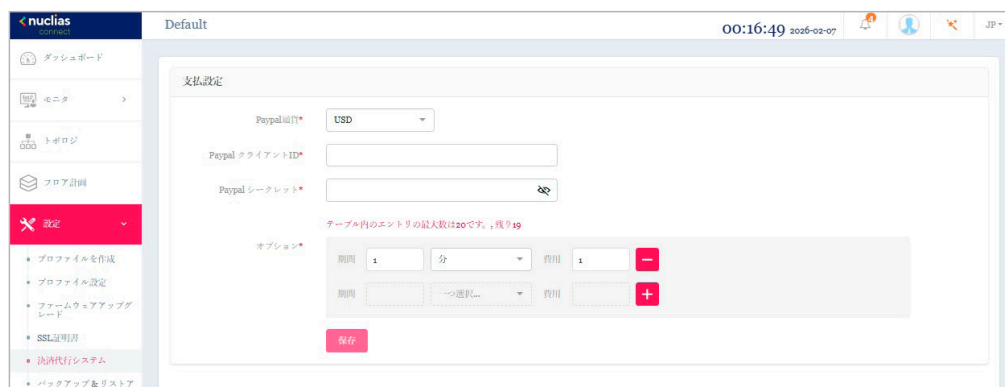 nuclias
connect
Default
00:16:49 2026-02-07
4
JP
ダッシュボード
モニタ
トポロジ
フロア計画
設定
プロファイルを作成
プロファイル設定
ファームウェアアップグ
レード
SSL証明書
決済代行システム
バックアップ&リストア
支払設定
Paypal通貨*
USD
Paypal クライアントID*
Paypal シークレット*
テーブル内のエントリの最大数は20です。, 残り19
オプション*
期間 1 分 費用 1
期間 一つ選択... 費用
保存